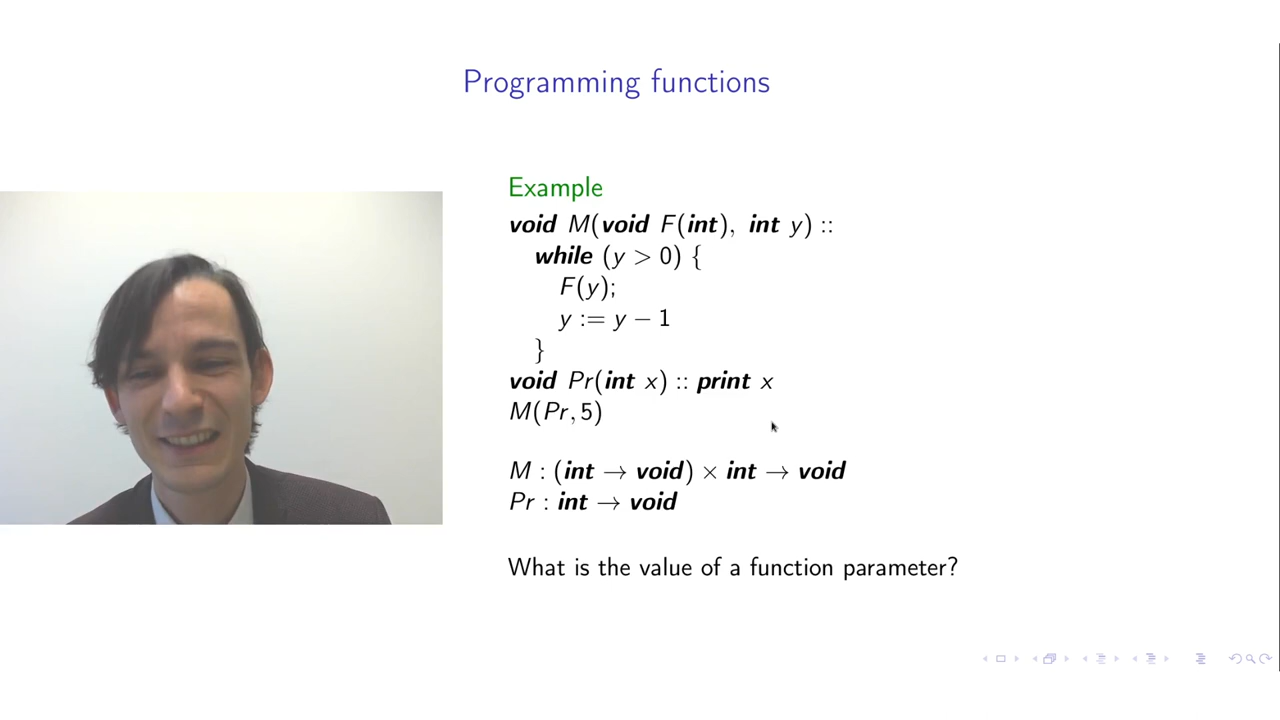 Programming functions
Example
void M(void F(int), int y) ::
while (y > 0) {
F(y);
y := y − 1
}
void Pr(int x) :: print x
M(Pr, 5)
M : (int → void) × int → void
Pr : int → void
What is the value of a function parameter?